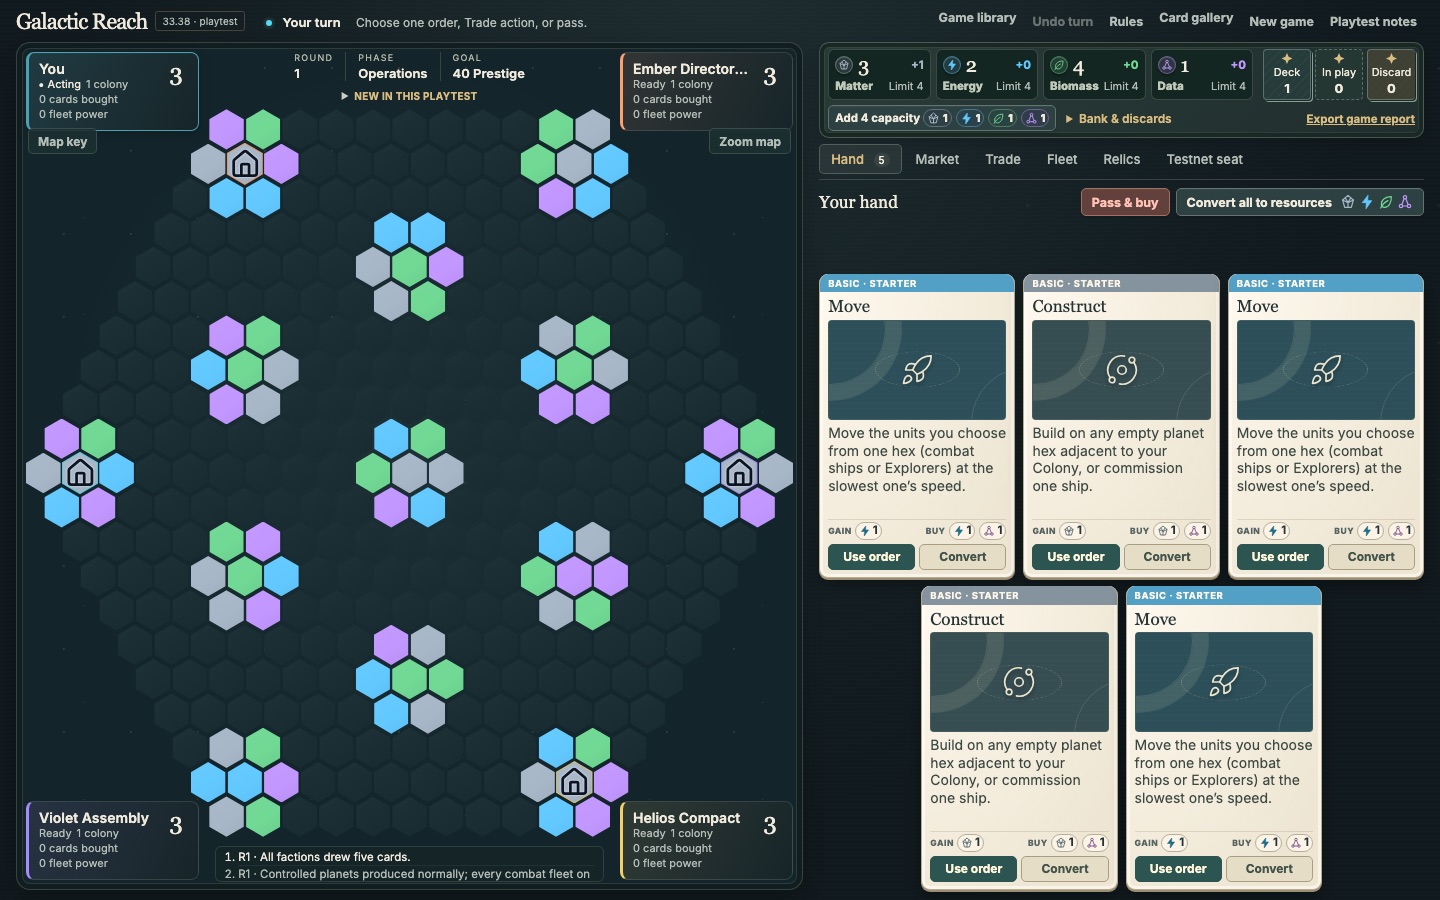 Galactic Reach
33.38 · playtest
Your turn
Choose one order, Trade action, or pass.
Game library
Undo turn
Rules
Card gallery
New game
Playtest notes
You
3
• Acting 1 colony
0 cards bought
0 fleet power
ROUND
1
PHASE
Operations
GOAL
40 Prestige
NEW IN THIS PLAYTEST
Ember Director...
3
Ready 1 colony
0 cards bought
0 fleet power
Map key
Zoom map
Violet Assembly
3
Ready 1 colony
0 cards bought
0 fleet power
1. R1 · All factions drew five cards.
2. R1 · Controlled planets produced normally; every combat fleet on
Helios Compact
3
Ready 1 colony
0 cards bought
0 fleet power
3 +1
Matter Limit 4
2 +0
Energy Limit 4
4 +0
Biomass Limit 4
1 +0
Data Limit 4
Deck
1
In play
0
Discard
0
Add 4 capacity 1 1 1 1
Bank & discards
Export game report
Hand 5
Market
Trade
Fleet
Relics
Testnet seat
Your hand
Pass & buy
Convert all to resources
BASIC · STARTER
Move
Move the units you choose
from one hex (combat
ships or Explorers) at the
slowest one’s speed.
GAIN 1 BUY 1 1
Use order
Convert
BASIC · STARTER
Construct
Build on any empty planet
hex adjacent to your
Colony, or commission
one ship.
GAIN 1 BUY 1 1
Use order
Convert
BASIC · STARTER
Move
Move the units you choose
from one hex (combat
ships or Explorers) at the
slowest one’s speed.
GAIN 1 BUY 1 1
Use order
Convert
BASIC · STARTER
Construct
Build on any empty planet
hex adjacent to your
Colony, or commission
one ship.
GAIN 1 BUY 1 1
Use order
Convert
BASIC · STARTER
Move
Move the units you choose
from one hex (combat
ships or Explorers) at the
slowest one’s speed.
GAIN 1 BUY 1 1
Use order
Convert